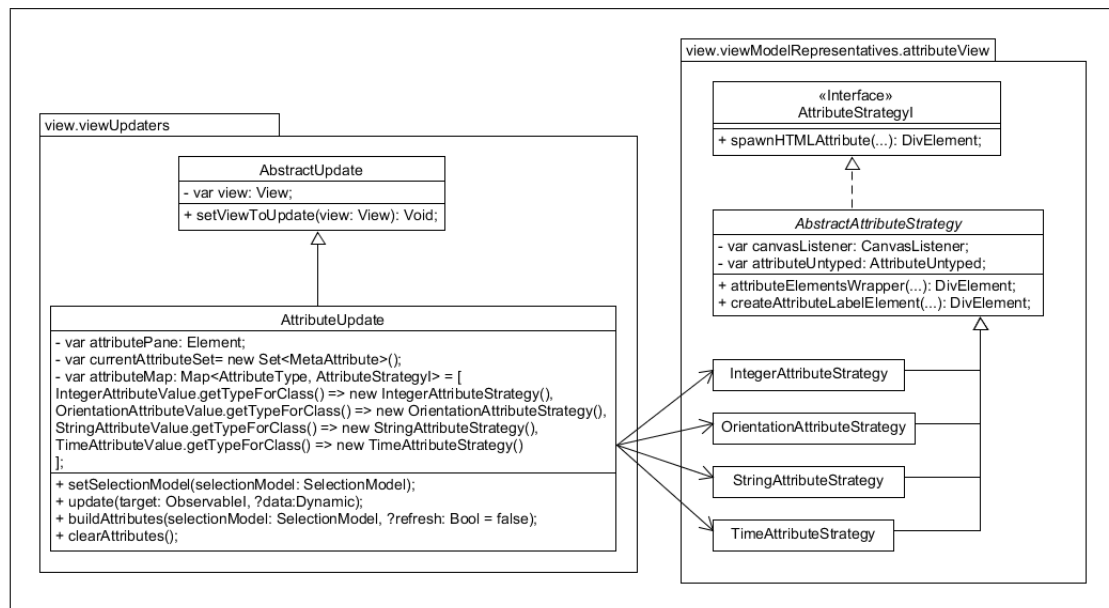 view.viewUpdaters
AbstractUpdate
- var view: View;
+ setViewToUpdate(view: View): Void;
AttributeUpdate
- var attributePane: Element;
- var currentAttributeSet= new Set<MetaAttribute>();
- var attributeMap: Map<AttributeType, AttributeStrategyI> = [
IntegerAttributeValue.getTypeForClass() => new IntegerAttributeStrategy(),
OrientationAttributeValue.getTypeForClass() => new OrientationAttributeStrategy(),
StringAttributeValue.getTypeForClass() => new StringAttributeStrategy(),
TimeAttributeValue.getTypeForClass() => new TimeAttributeStrategy()
];
+ setSelectionModel(selectionModel: SelectionModel);
+ update(target: ObservableI, ?data:Dynamic);
+ buildAttributes(selectionModel: SelectionModel, ?refresh: Bool = false);
+ clearAttributes();
view.viewModelRepresentatives.attributeView
«Interface»
AttributeStrategyI
+ spawnHTMLAttribute(...): DivElement;
AbstractAttributeStrategy
- var canvasListener: CanvasListener;
- var attributeUntyped: AttributeUntyped;
+ attributeElementsWrapper(...): DivElement;
+ createAttributeLabelElement(...): DivElement;
IntegerAttributeStrategy
OrientationAttributeStrategy
StringAttributeStrategy
TimeAttributeStrategy